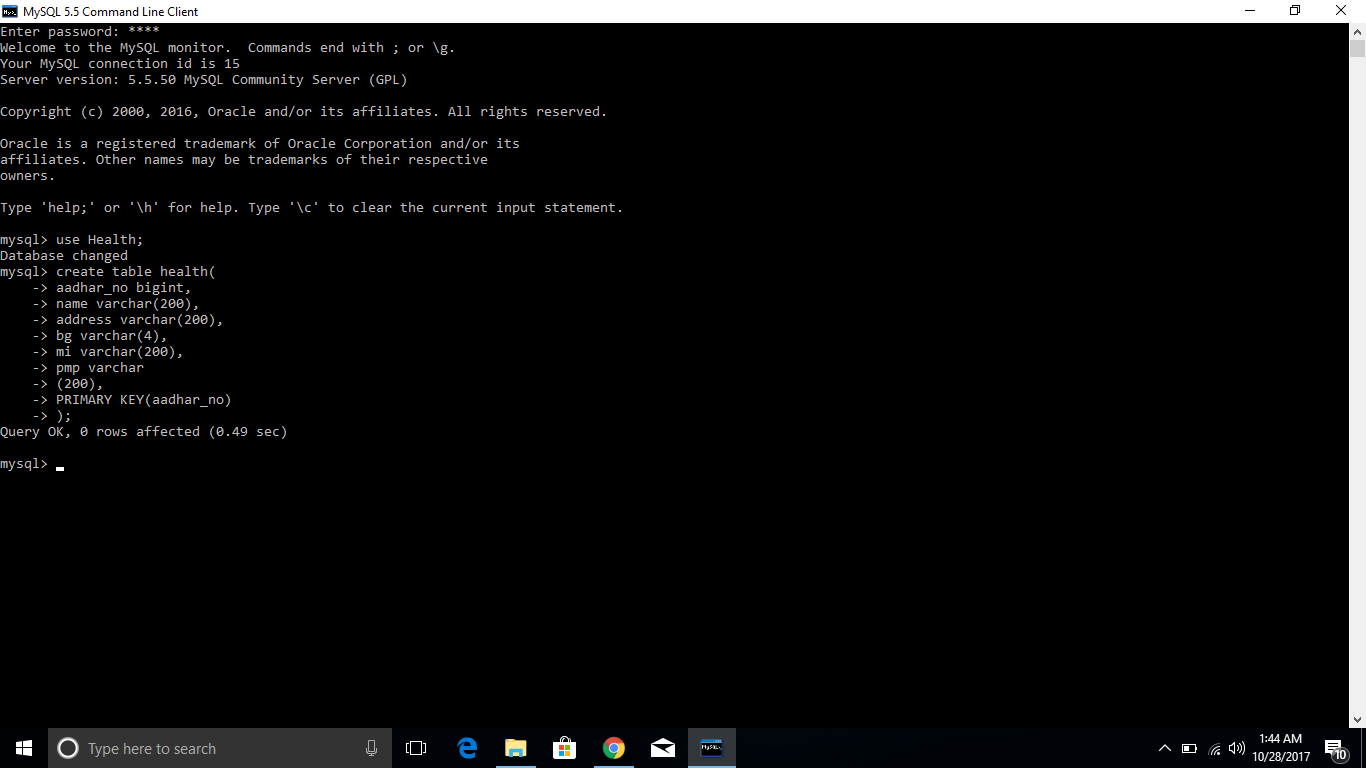 MySQL 5.5 Command Line Client
Enter password: ****
Welcome to the MySQL monitor.  Commands end with ; or \g.
Your MySQL connection id is 15
Server version: 5.5.50 MySQL Community Server (GPL)
Copyright (c) 2000, 2016, Oracle and/or its affiliates. All rights reserved.
Oracle is a registered trademark of Oracle Corporation and/or its
affiliates. Other names may be trademarks of their respective
owners.
Type 'help;' or '\h' for help. Type '\c' to clear the current input statement.
mysql> use Health;
Database changed
mysql> create table health(
    -> aadhar_no bigint,
    -> name varchar(200),
    -> address varchar(200),
    -> bg varchar(4),
    -> mi varchar(200),
    -> pmp varchar
    -> (200),
    -> PRIMARY KEY(aadhar_no)
    -> );
Query OK, 0 rows affected (0.49 sec)
mysql> _
Type here to search
MySQL
1:44 AM
10/28/2017
10